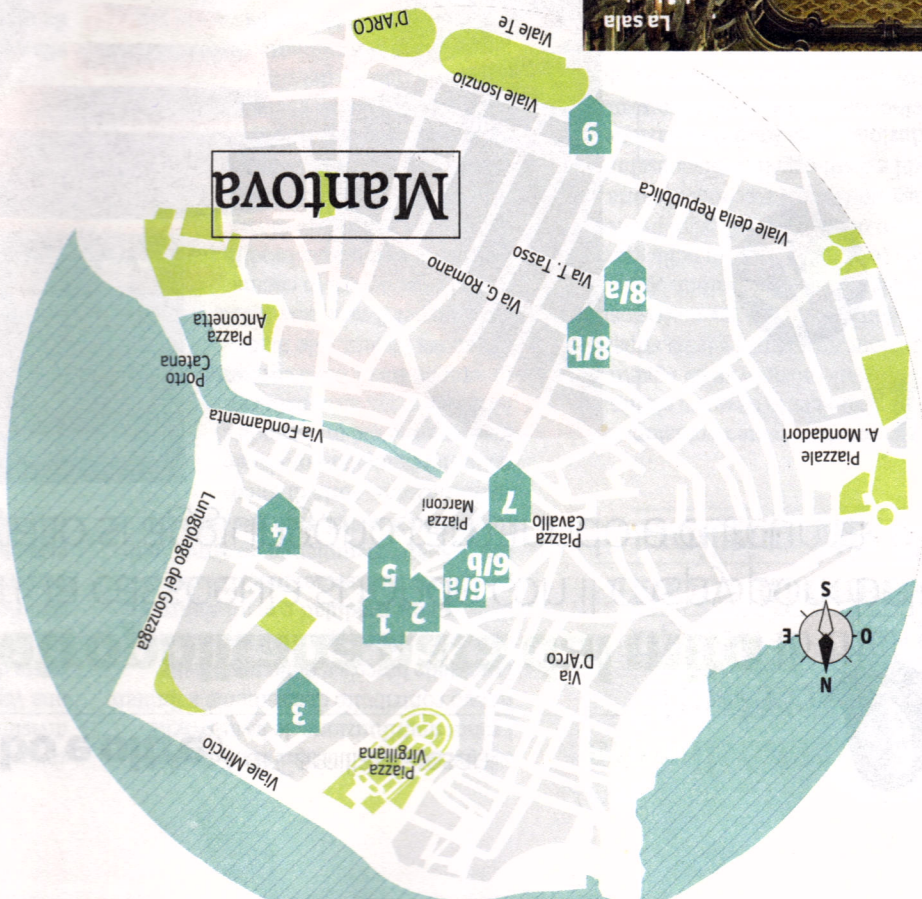 N
O
E
S
Viale Mincio
Piazza
Virgiliana
3
Via
D'Arco
Lungolago dei Gonzaga
1
2
5
6/a
6/b
4
Piazza
Cavallo
Piazza
Marconi
7
Piazzale
A. Mondadori
Via Fondamenta
Porto
Catena
Piazza
Anconetta
8/b
8/a
Via G. Romano
Via T. Tasso
Viale della Repubblica
Mantova
9
Viale Isonzio
Viale Te
D'ARCO
La sala